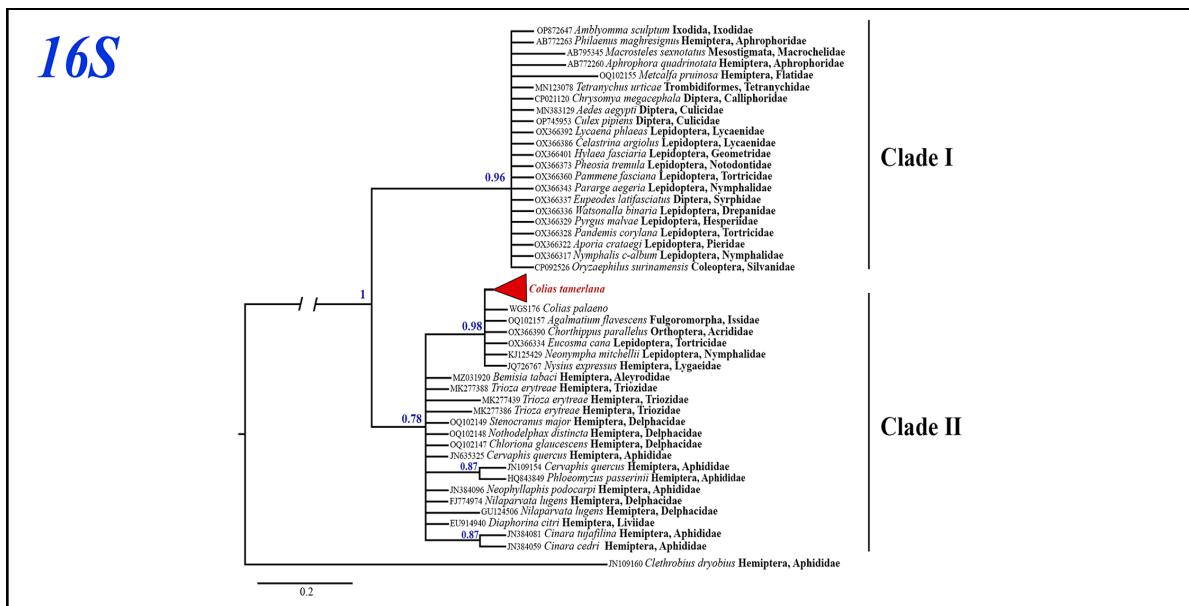 16S
OP872647 Amblyomma sculptum Ixodida, Ixodidae
AB772263 Philaenus maghresignus Hemiptera, Aphrophoridae
AB795345 Macrosteles sexnotatus Mesostigmata, Macrochelidae
AB772260 Aphrophora quadrinotata Hemiptera, Aphrophoridae
OQ102155 Metcalfa pruinosa Hemiptera, Flatidae
MN123078 Tetranychus urticae Trombidiformes, Tetranychidae
CP021120 Chrysomya megacephala Diptera, Calliphoridae
MN383129 Aedes aegypti Diptera, Culicidae
OP745953 Culex pipiens Diptera, Culicidae
OX366392 Lycaena phlaeas Lepidoptera, Lycaenidae
OX366386 Celastrina argiolus Lepidoptera, Lycaenidae
OX366401 Hylaea fasciaria Lepidoptera, Geometridae
OX366373 Pheosia tremula Lepidoptera, Notodontidae
OX366360 Pammene fasciana Lepidoptera, Tortricidae
OX366343 Pararge aegeria Lepidoptera, Nymphalidae
OX366337 Eupeodes latifasciatus Diptera, Syrphidae
OX366336 Watsonalla binaria Lepidoptera, Drepanidae
OX366329 Pyrgus malvae Lepidoptera, Hesperiidae
OX366328 Pandemis corylana Lepidoptera, Tortricidae
OX366322 Aporia crataegi Lepidoptera, Pieridae
OX366317 Nymphalis c-album Lepidoptera, Nymphalidae
CP092526 Oryzaephilus surinamensis Coleoptera, Silvanidae
0.96
Clade I
1
Colias tamerlana
WGS176 Colias palaeno
OQ102157 Agalmatium flavescens Fulgoromorpha, Issidae
OX366390 Chorthippus parallelus Orthoptera, Acrididae
OX366334 Eucosma cana Lepidoptera, Tortricidae
KJ125429 Neonympha mitchellii Lepidoptera, Nymphalidae
JQ726767 Nysius expressus Hemiptera, Lygaeidae
0.98
MZ031920 Bemisia tabaci Hemiptera, Aleyrodidae
MK277388 Trioza erytreae Hemiptera, Triozidae
MK277439 Trioza erytreae Hemiptera, Triozidae
MK277386 Trioza erytreae Hemiptera, Triozidae
OQ102149 Stenocranus major Hemiptera, Delphacidae
OQ102148 Nothodelphax distincta Hemiptera, Delphacidae
OQ102147 Chloriona glaucescens Hemiptera, Delphacidae
JN635325 Cervaphis quercus Hemiptera, Aphididae
0.78
Clade II
0.87
JN109154 Cervaphis quercus Hemiptera, Aphididae
HQ843849 Phloeomyzus passerinii Hemiptera, Aphididae
JN384096 Neophyllaphis podocarpi Hemiptera, Aphididae
FJ774974 Nilaparvata lugens Hemiptera, Delphacidae
GU124506 Nilaparvata lugens Hemiptera, Delphacidae
EU914940 Diaphorina citri Hemiptera, Liviidae
0.87
JN384081 Cinara tujafilina Hemiptera, Aphididae
JN384059 Cinara cedri Hemiptera, Aphididae
JN109160 Clethrobius dryobius Hemiptera, Aphididae
0.2